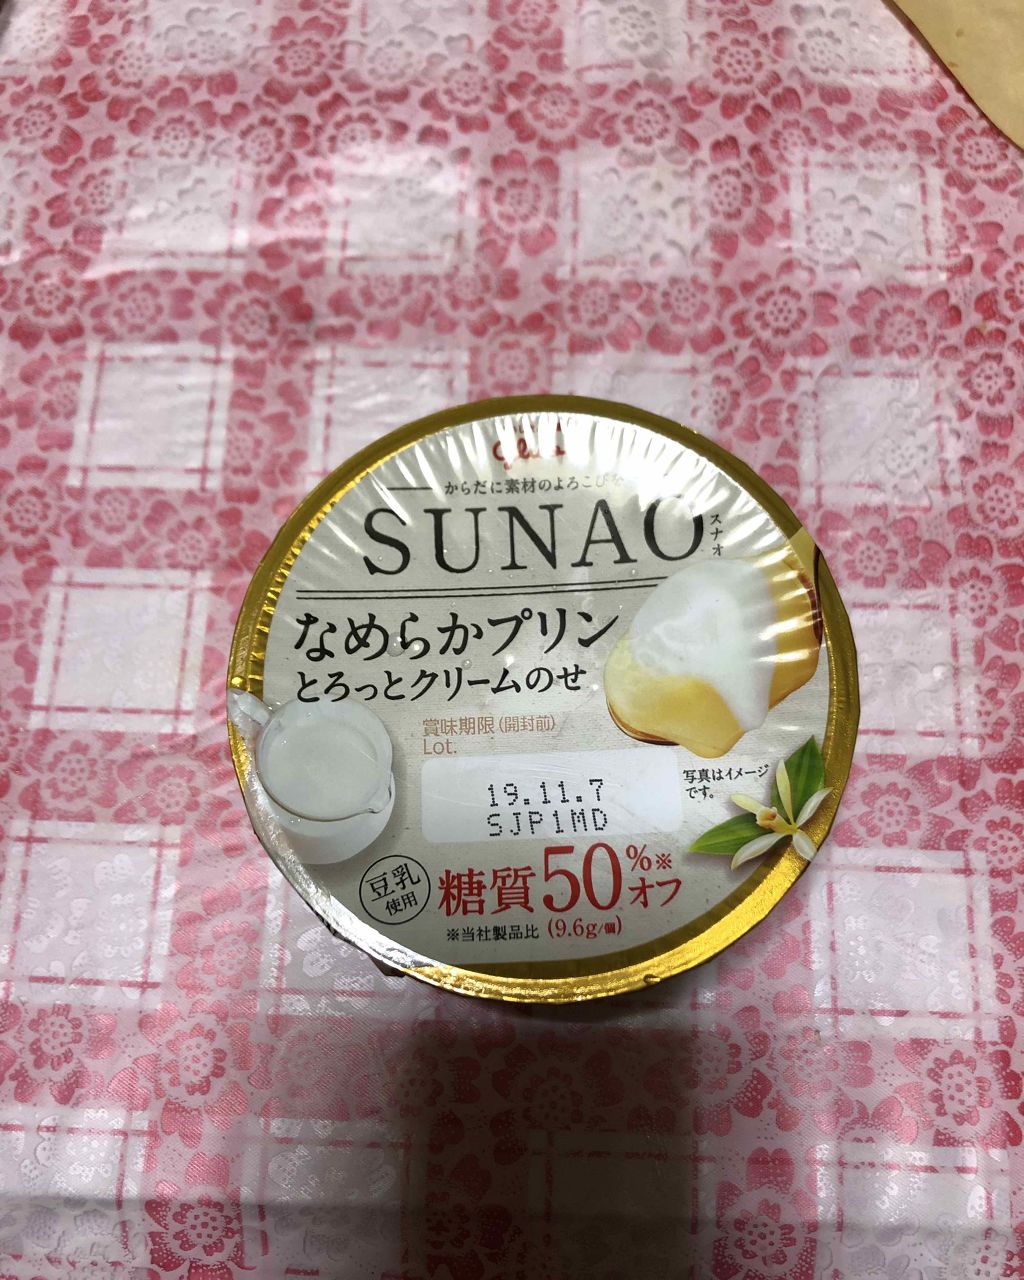 からだに素材のよろこびを
SUNAO
スナオ
なめらかプリン
とろっとクリームのせ
賞味期限(開封前)
Lot.
19.11.7
SJP1MD
写真はイメージ
です。
豆乳
使用
糖質50%※オフ
※当社製品比 (9.6g/個)